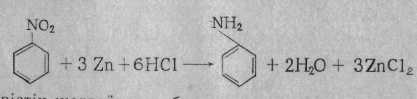 NO₂ NH₂
+ 3 Zn + 6HCl → + 2H₂O + 3ZnCl₂